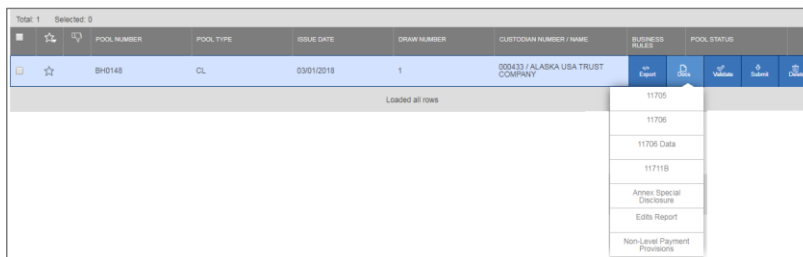 Total: 1 Selected: 0
POOL NUMBER POOL TYPE ISSUE DATE DRAW NUMBER CUSTODIAN NUMBER / NAME BUSINESS RULES POOL STATUS
BH0148 CL 03/01/2018 1 000433 / ALASKA USA TRUST COMPANY Export Docs Validate Submit Delete
Loaded all rows
11705
11706
11706 Data
11711B
Annex Special
Disclosure
Edits Report
Non-Level Payment
Provisions